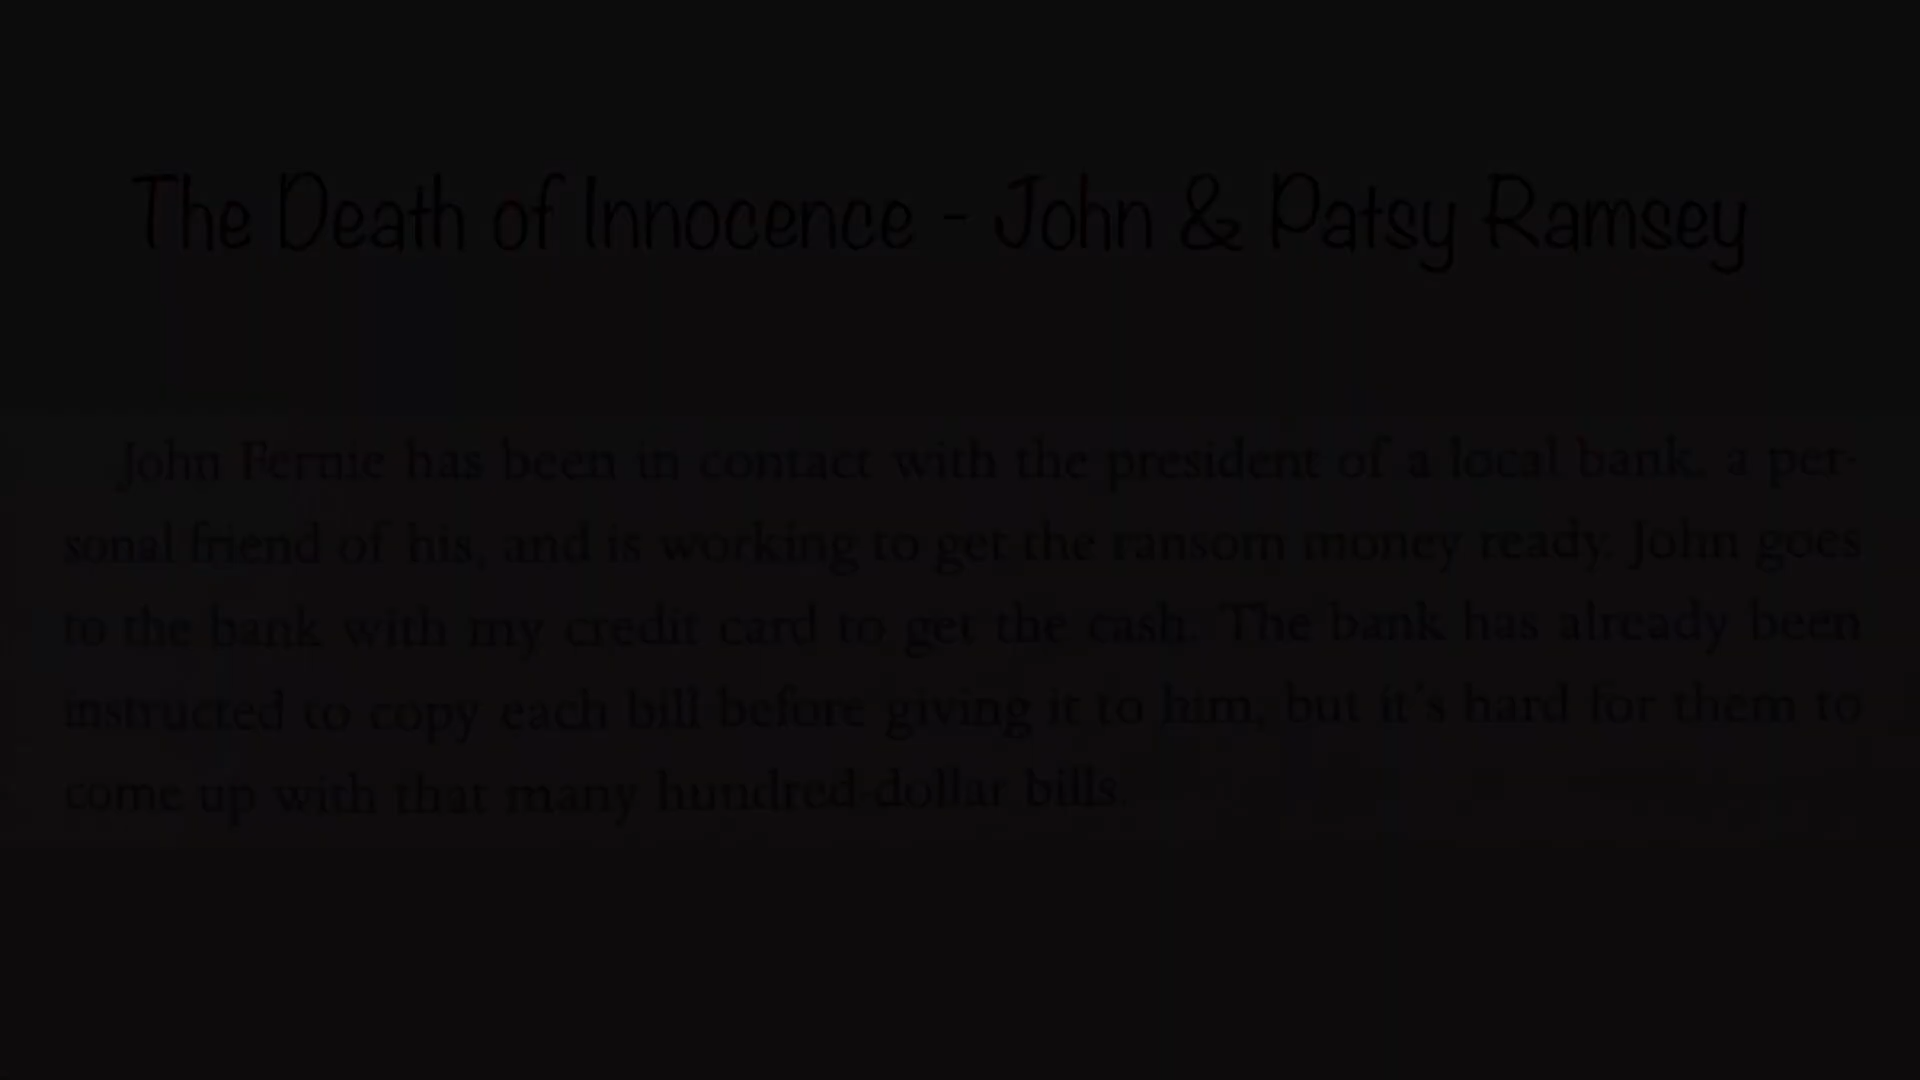 The Death of Innocence - John & Patsy Ramsey
John Fernie has been in contact with the president of a local bank, a per-
sonal friend of his, and is working to get the ransom money ready. John goes
to the bank with my credit card to get the cash. The bank has already been
instructed to copy each bill before giving it to him, but it's hard for them to
come up with that many hundred-dollar bills.